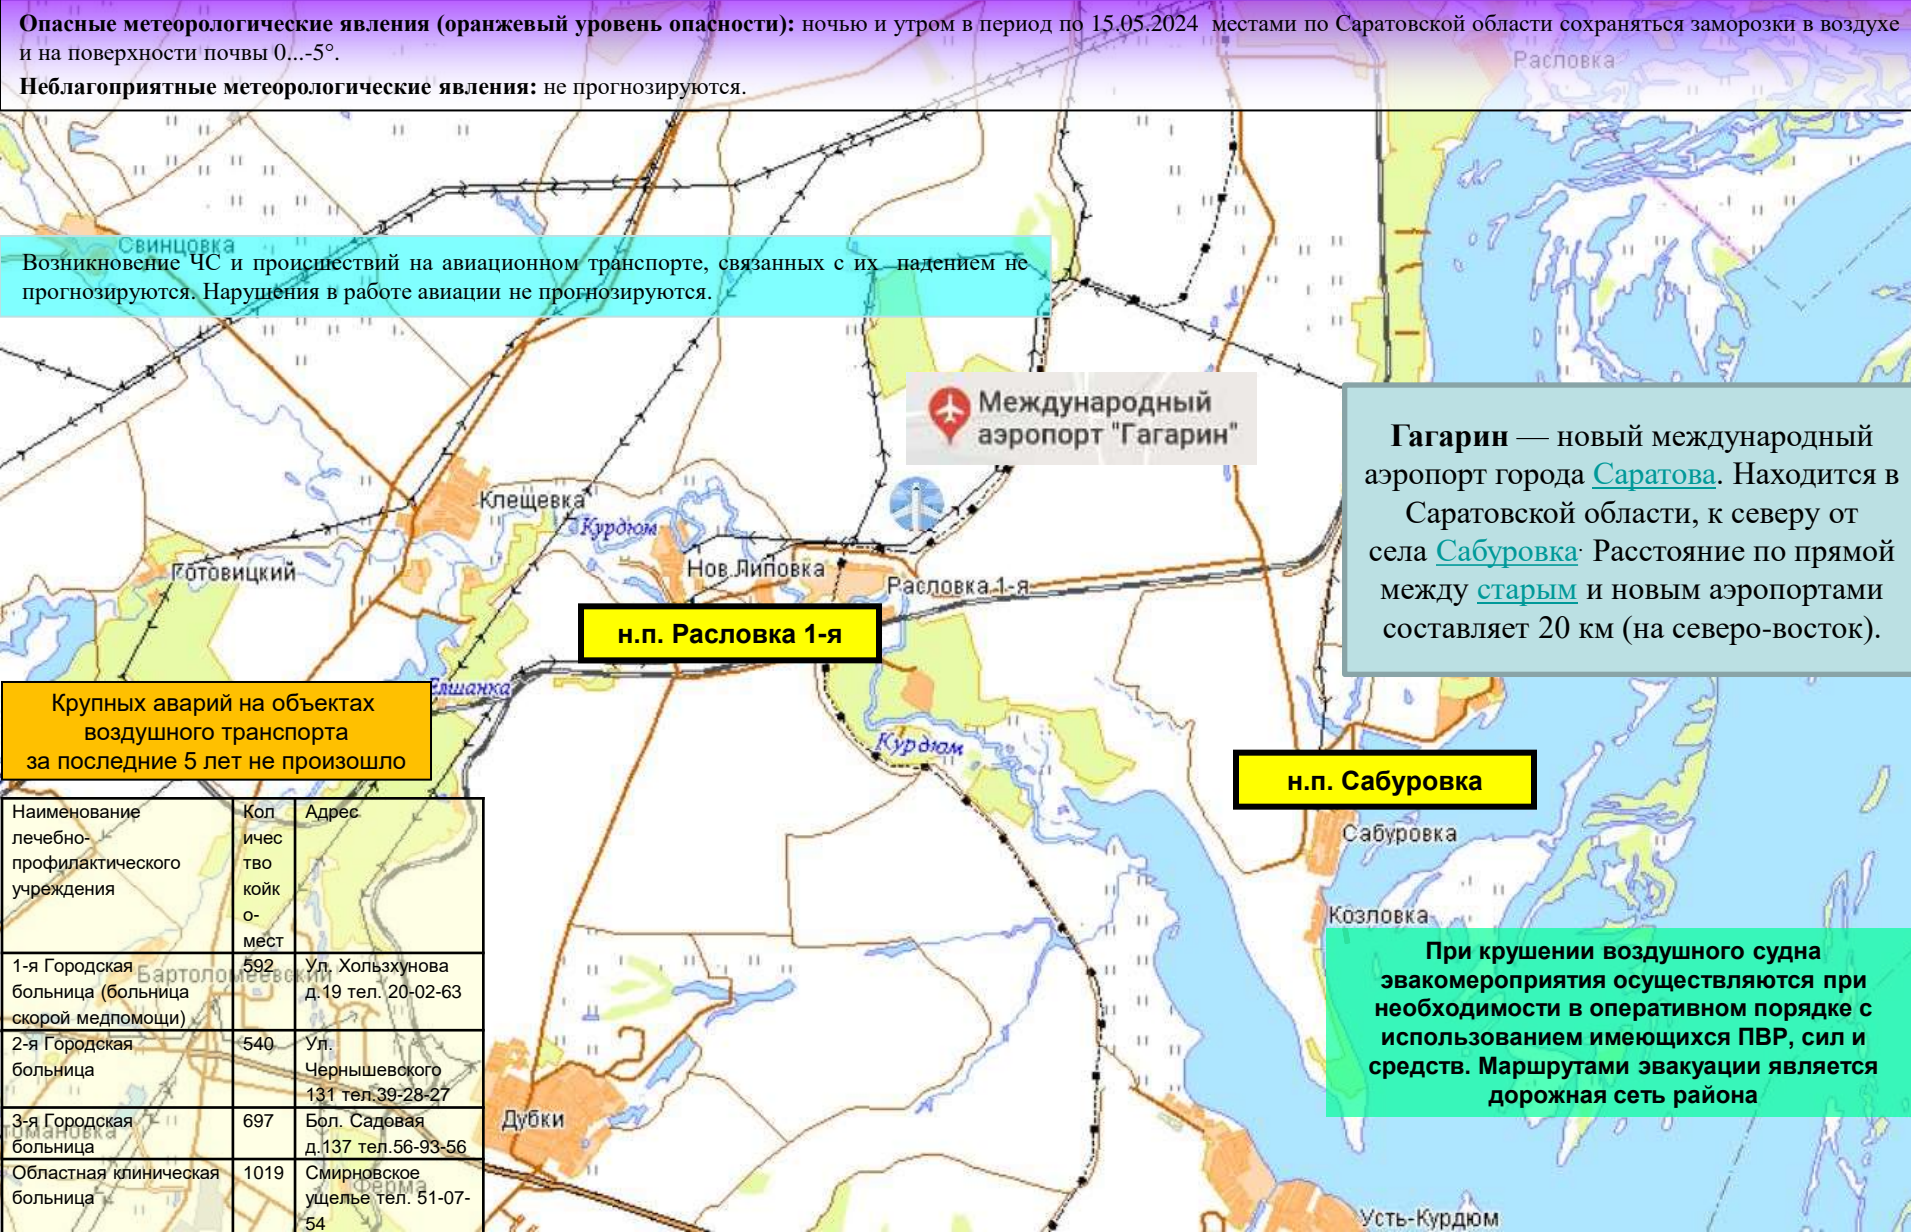 Опасные метеорологические явления (оранжевый уровень опасности): ночью и утром в период по 15.05.2024 местами по Саратовской области сохраняться заморозки в воздухе
и на поверхности почвы 0...-5°.
Неблагоприятные метеорологические явления: не прогнозируются.
Расловка
Свинцовка
Возникновение ЧС и происшествий на авиационном транспорте, связанных с их падением не
прогнозируются. Нарушения в работе авиации не прогнозируются.
Международный
аэропорт "Гагарин"
Гагарин — новый международный
аэропорт города Саратова. Находится в
Саратовской области, к северу от
села Сабуровка. Расстояние по прямой
между старым и новым аэропортами
составляет 20 км (на северо-восток).
Клещевка
Курдюм
Готовицкий
Нов.Липовка
Расловка 1-я
н.п. Расловка 1-я
Елшанка
Курдюм
Крупных аварий на объектах
воздушного транспорта
за последние 5 лет не произошло
н.п. Сабуровка
Сабуровка
Козловка
Наименование
лечебно-
профилактического
учреждения
Кол
ичес
тво
койк
о-
мест
Адрес
1-я Городская
больница (больница
скорой медпомощи)
592
Ул. Хользхунова
д.19 тел. 20-02-63
Бартоломеевский
2-я Городская
больница
540
Ул.
Чернышевского
131 тел.39-28-27
3-я Городская
больница
697
Бол. Садовая
д.137 тел.56-93-56
Областная клиническая
больница
1019
Смирновское
ущелье тел. 51-07-
54
Ферма
Дубки
При крушении воздушного судна
эвакомероприятия осуществляются при
необходимости в оперативном порядке с
использованием имеющихся ПВР, сил и
средств. Маршрутами эвакуации является
дорожная сеть района
Усть-Курдюм